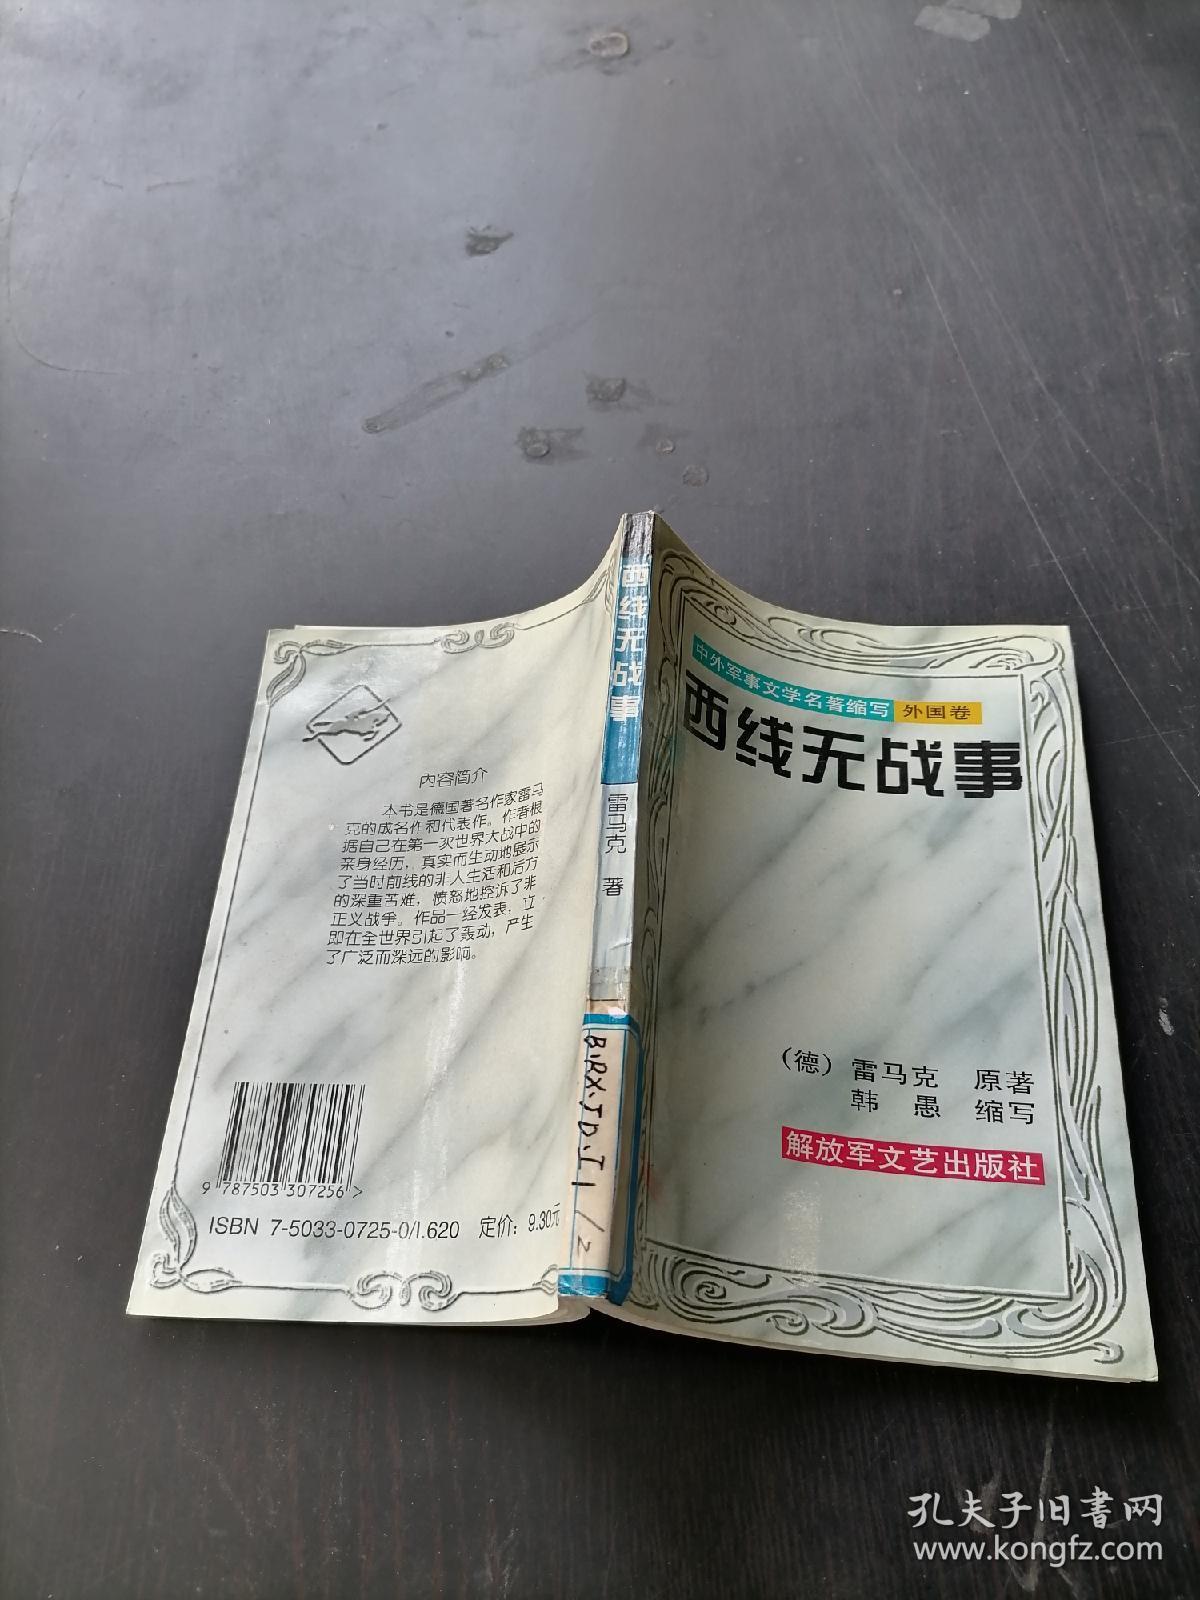 中外军事文学名著缩写 外国卷
西线无战事
(德) 雷马克 原著
韩愚 缩写
解放军文艺出版社
西线无战事
雷马克 著
B.RX.JD.I1/2
内容简介
本书是德国著名作家雷马
克的成名作和代表作。作者根
据自己在第一次世界大战中的
亲身经历,真实而生动地展示
了当时前线的非人生活和后方
的深重苦难,愤怒地控诉了非
正义战争。作品一经发表,立
即在全世界引起了轰动,产生
了广泛而深远的影响。
9 787503 307256 >
ISBN 7-5033-0725-0/I.620 定价: 9.30元
孔夫子旧书网
www.kongfz.com